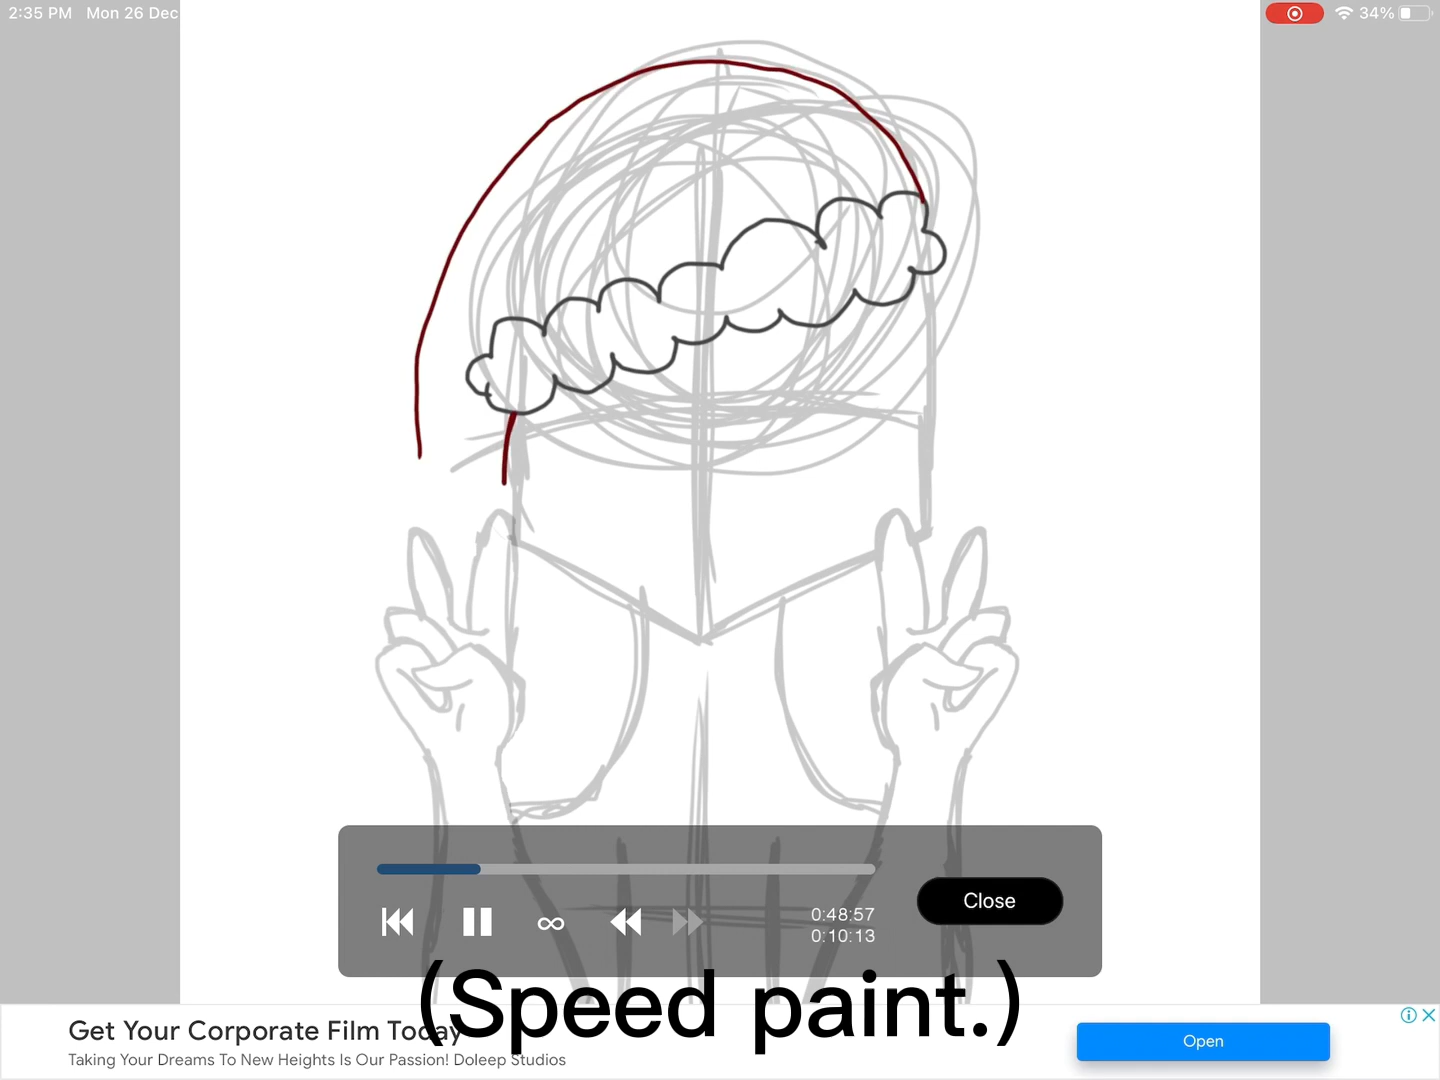 2:35 PM Mon 26 Dec
34%
0:48:57
0:10:13
Close
(Speed paint.)
Get Your Corporate Film Today
Taking Your Dreams To New Heights Is Our Passion! Doleep Studios
Open